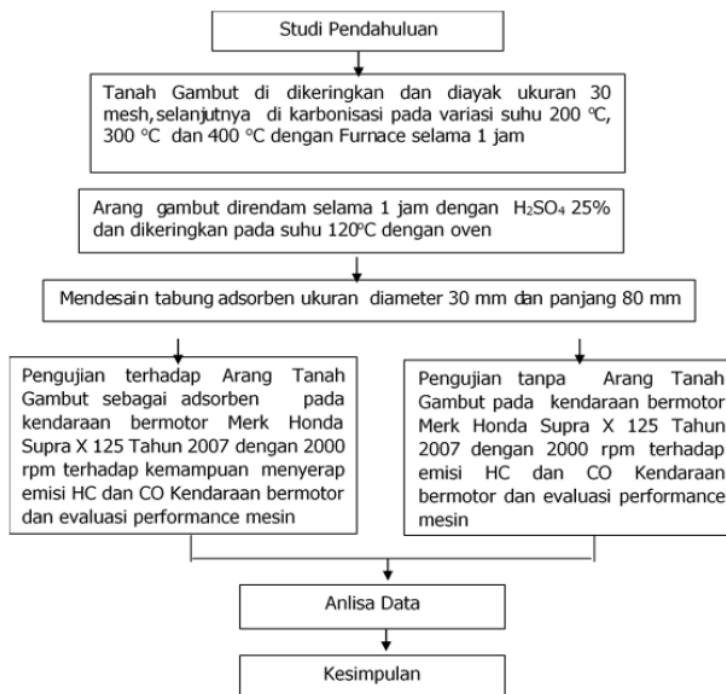 Studi Pendahuluan
Tanah Gambut di dikeringkan dan diayak ukuran 30
mesh,selanjutnya di karbonisasi pada variasi suhu 200 °C,
300 °C dan 400 °C dengan Furnace selama 1 jam
Arang gambut direndam selama 1 jam dengan H₂SO₄ 25%
dan dikeringkan pada suhu 120°C dengan oven
Mendesain tabung adsorben ukuran diameter 30 mm dan panjang 80 mm
Pengujian terhadap Arang Tanah
Gambut sebagai adsorben pada
kendaraan bermotor Merk Honda
Supra X 125 Tahun 2007 dengan 2000
rpm terhadap kemampuan menyerap
emisi HC dan CO Kendaraan bermotor
dan evaluasi performance mesin
Pengujian tanpa Arang Tanah
Gambut pada kendaraan bermotor
Merk Honda Supra X 125 Tahun
2007 dengan 2000 rpm terhadap
emisi HC dan CO Kendaraan
bermotor dan evaluasi performance
mesin
Anlisa Data
Kesimpulan